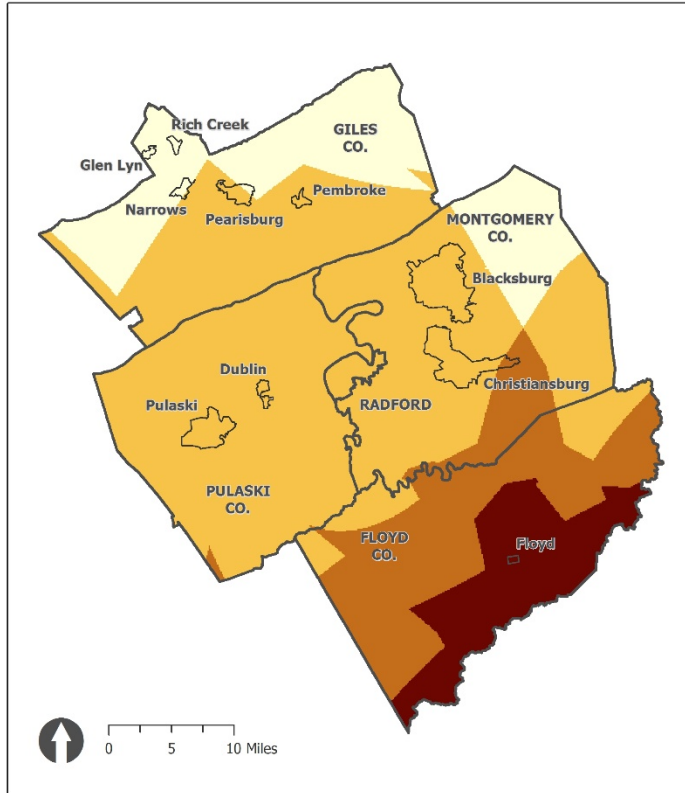 Rich Creek
GILES
CO.
Glen Lyn
Narrows
Pembroke
Pearisburg
MONTGOMERY
CO.
Blacksburg
Dublin
Christiansburg
Pulaski
RADFORD
PULASKI
CO.
FLOYD
CO.
Floyd
0 5 10 Miles